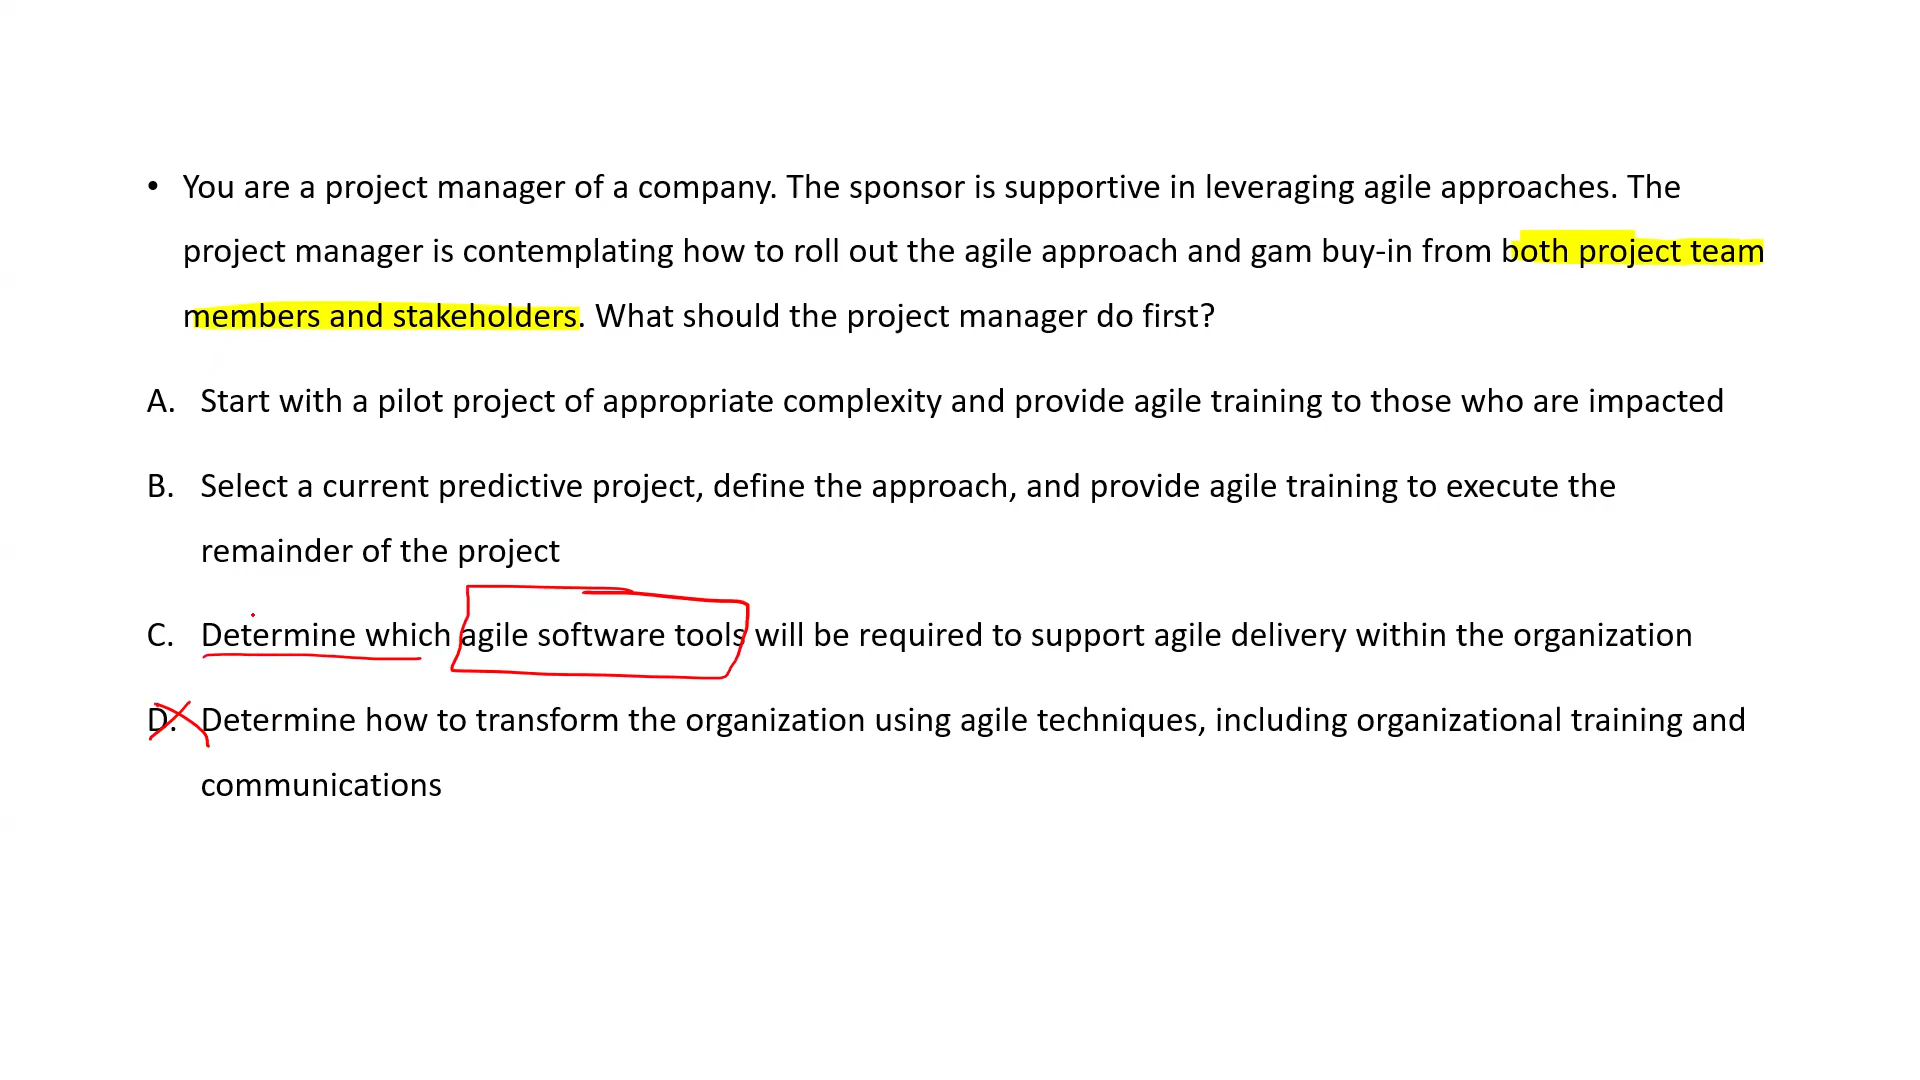 • You are a project manager of a company. The sponsor is supportive in leveraging agile approaches. The
project manager is contemplating how to roll out the agile approach and gam buy-in from both project team
members and stakeholders. What should the project manager do first?
A. Start with a pilot project of appropriate complexity and provide agile training to those who are impacted
B. Select a current predictive project, define the approach, and provide agile training to execute the
remainder of the project
C. Determine which agile software tools will be required to support agile delivery within the organization
D. Determine how to transform the organization using agile techniques, including organizational training and
communications